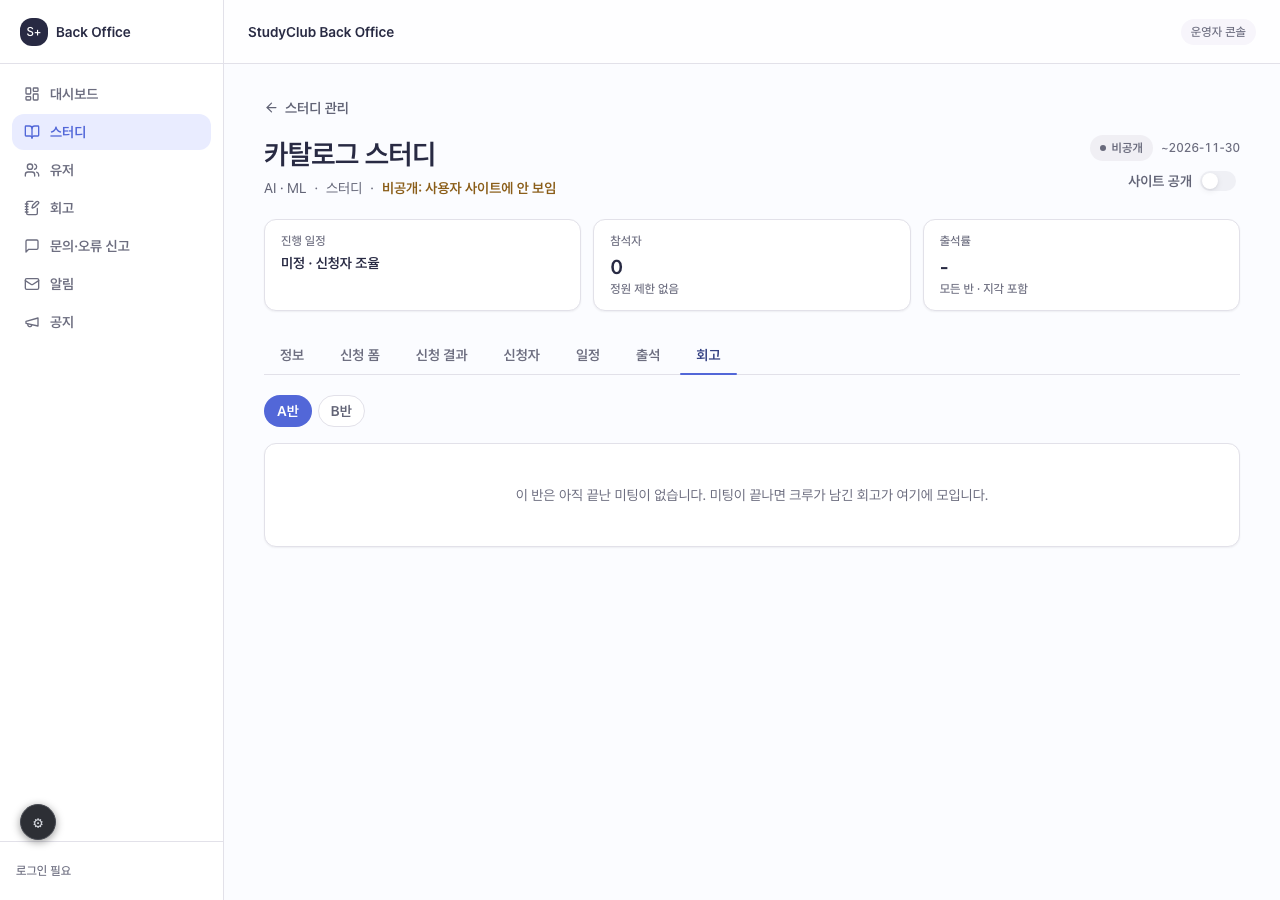 S+ Back Office
StudyClub Back Office
운영자 콘솔
대시보드
스터디
유저
회고
문의·오류 신고
알림
공지
로그인 필요
스터디 관리
카탈로그 스터디
비공개
~2026-11-30
AI · ML · 스터디 · 비공개: 사용자 사이트에 안 보임
사이트 공개
진행 일정
미정 · 신청자 조율
참석자
0
정원 제한 없음
출석률
-
모든 반 · 지각 포함
정보 신청 폼 신청 결과 신청자 일정 출석 회고
A반 B반
이 반은 아직 끝난 미팅이 없습니다. 미팅이 끝나면 크루가 남긴 회고가 여기에 모입니다.